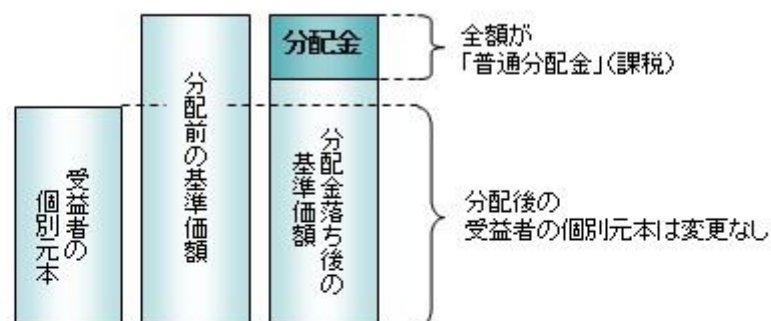 受益者の
個別元本
分配前の基準価額
分配金
分配金落ち後の
基準価額
全額が
「普通分配金」(課税)
分配後の
受益者の個別元本は変更なし